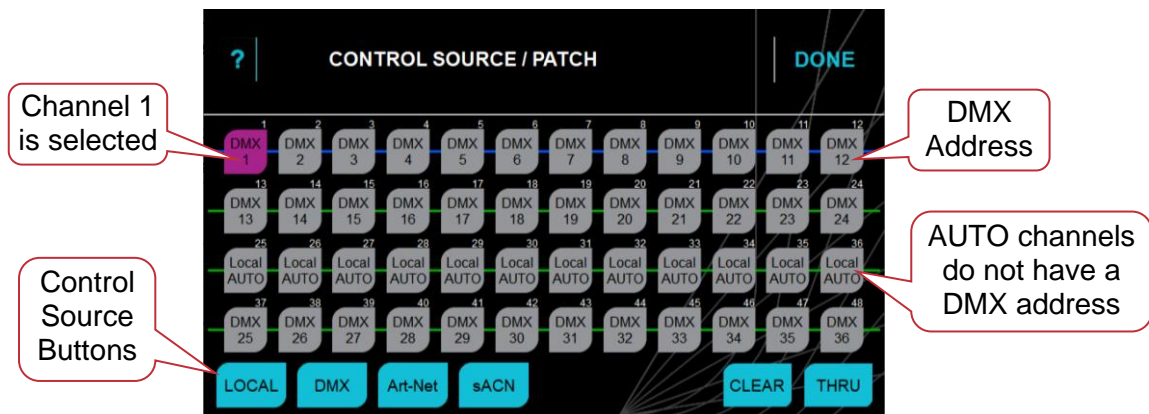 ? CONTROL SOURCE / PATCH DONE
Channel 1
is selected
DMX
Address
1 2 3 4 5 6 7 8 9 10 11 12
DMX DMX DMX DMX DMX DMX DMX DMX DMX DMX DMX DMX
1 2 3 4 5 6 7 8 9 10 11 12
13 14 15 16 17 18 19 20 21 22 23 24
DMX DMX DMX DMX DMX DMX DMX DMX DMX DMX DMX DMX
13 14 15 16 17 18 19 20 21 22 23 24
AUTO channels
do not have a
DMX address
25 26 27 28 29 30 31 32 33 34 35 36
Local Local Local Local Local Local Local Local Local Local Local Local
AUTO AUTO AUTO AUTO AUTO AUTO AUTO AUTO AUTO AUTO AUTO AUTO
Control
Source
Buttons
37 38 39 40 41 42 43 44 45 46 47 48
DMX DMX DMX DMX DMX DMX DMX DMX DMX DMX DMX DMX
25 26 27 28 29 30 31 32 33 34 35 36
LOCAL DMX Art-Net sACN CLEAR THRU